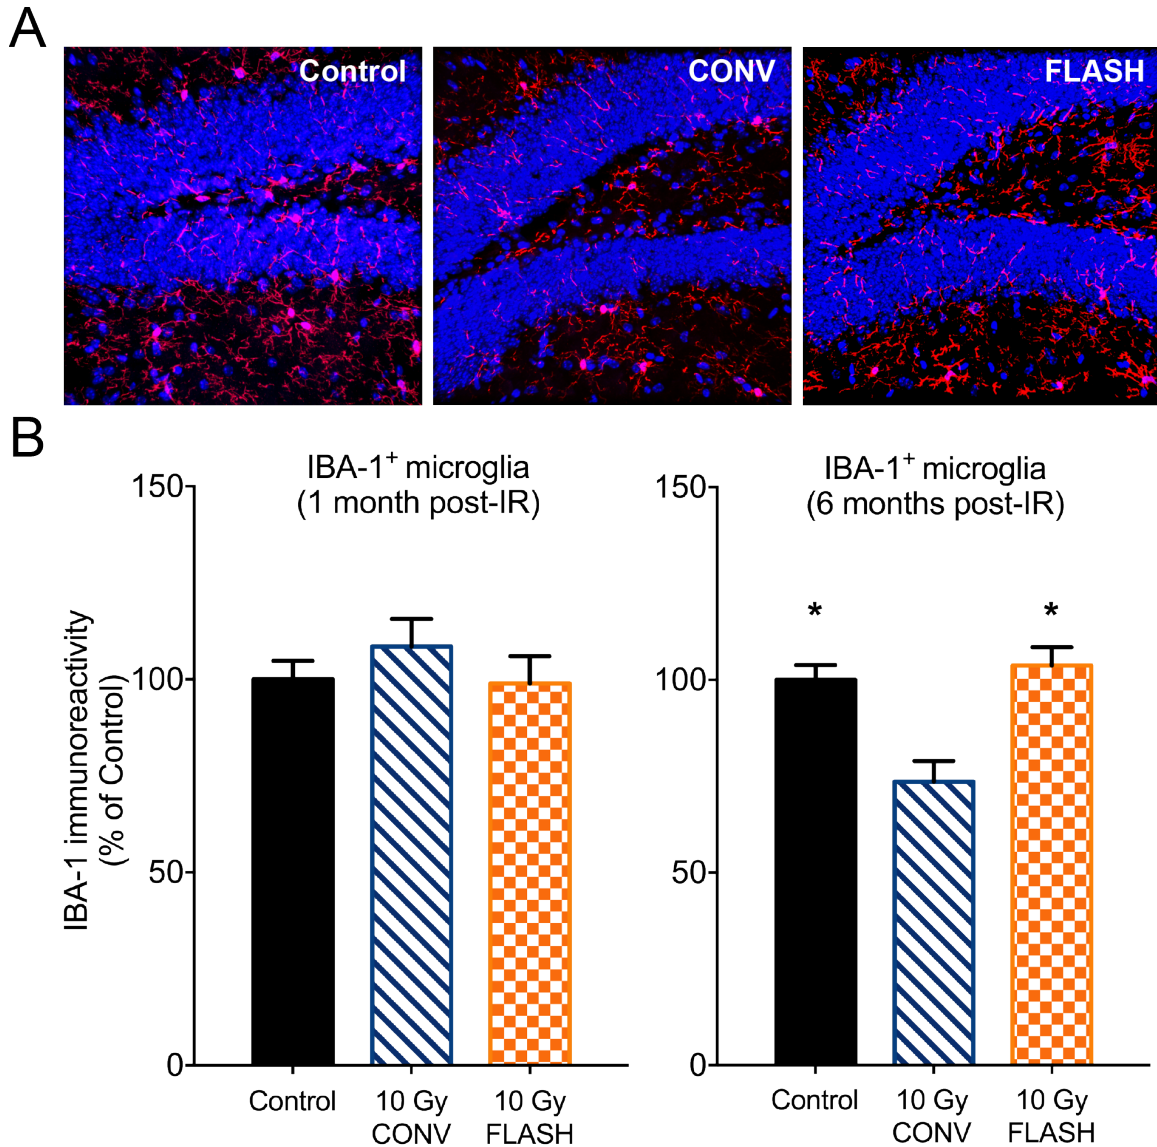 A
Control
CONV
FLASH
B
IBA-1+ microglia
(1 month post-IR)
IBA-1 immunoreactivity
(% of Control)
150
100
50
0
Control
10 Gy
CONV
10 Gy
FLASH
IBA-1+ microglia
(6 months post-IR)
150
100
50
0
*
*
Control
10 Gy
CONV
10 Gy
FLASH